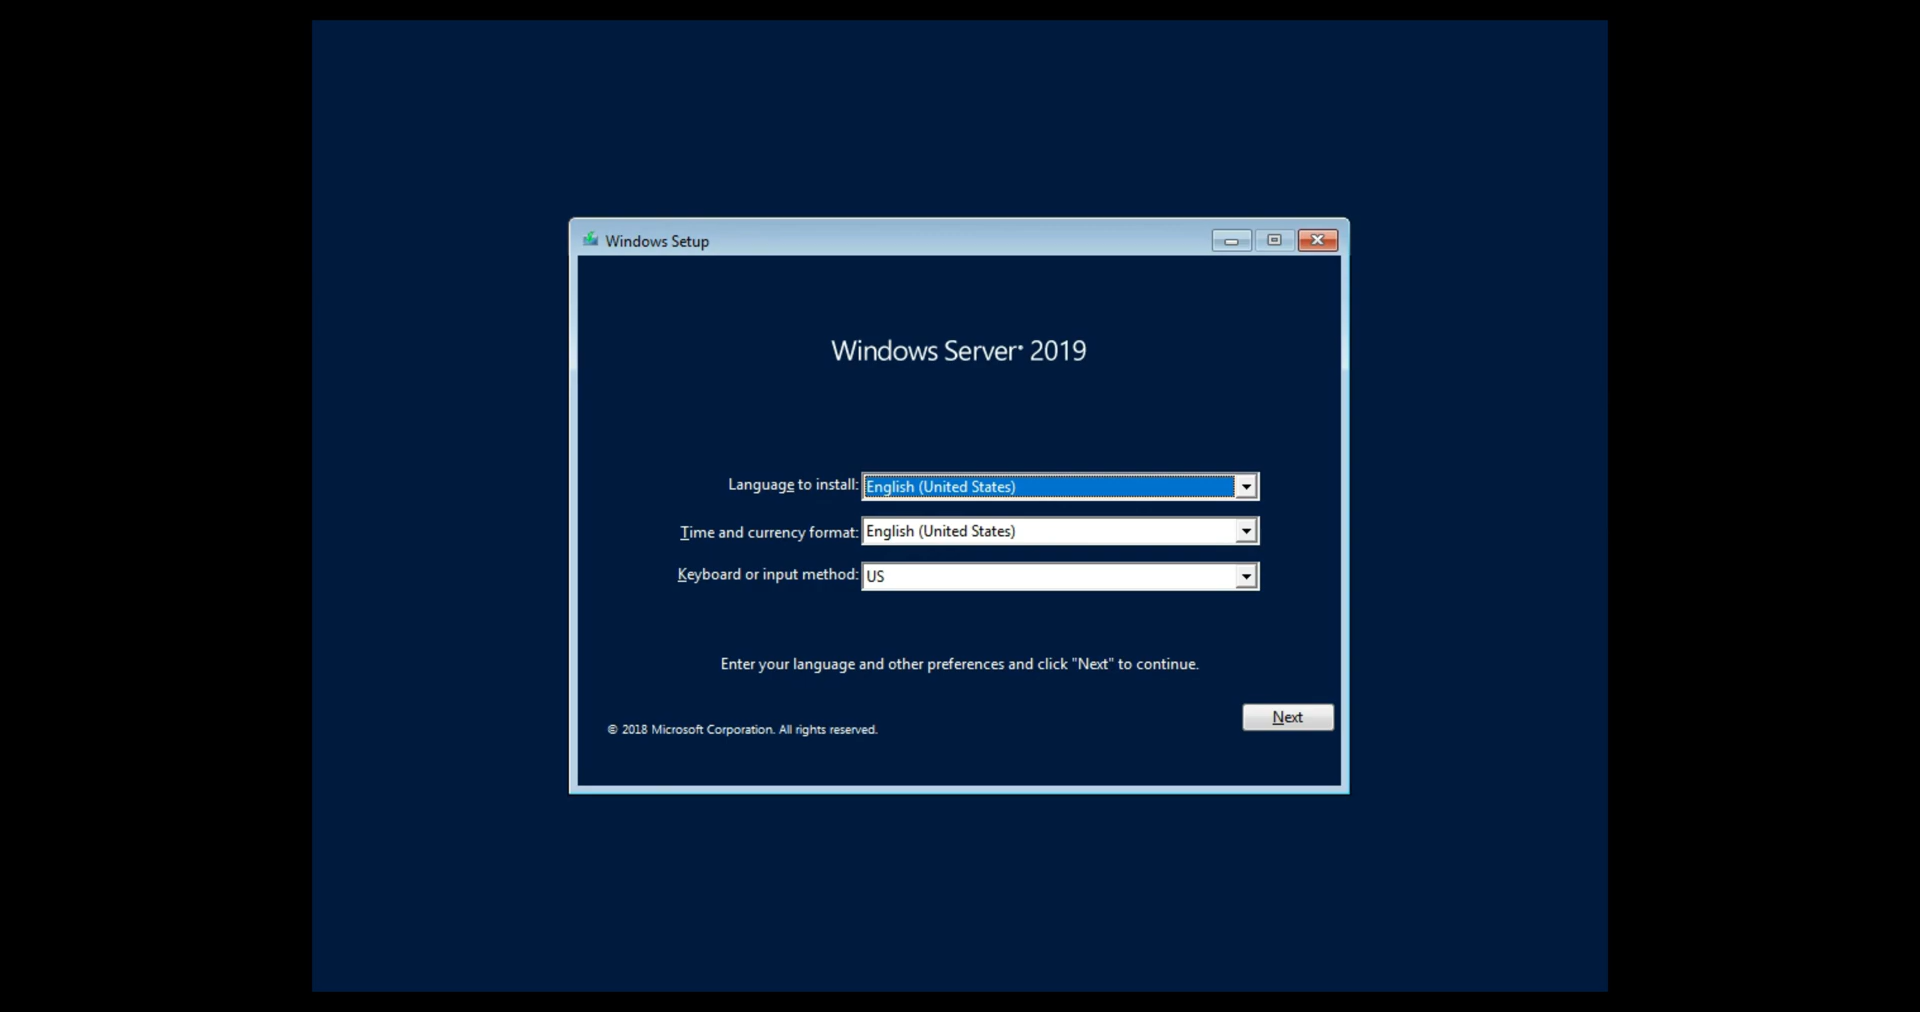 Windows Setup
Windows Server® 2019
Language to install: English (United States)
Time and currency format: English (United States)
Keyboard or input method: US
Enter your language and other preferences and click "Next" to continue.
Next
© 2018 Microsoft Corporation. All rights reserved.